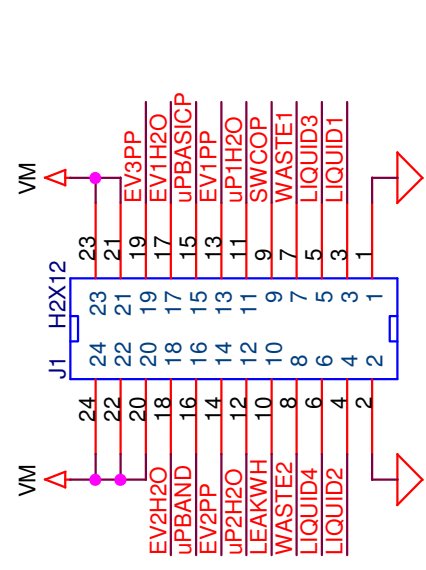 VM J1 H2X12 VM
24 24 23 23
22 22 21 21
20 20 19 19 EV3PP
EV2H2O 18 18 17 17 EV1H2O
uPBAND 16 16 15 15 uPBASICP
EV2PP 14 14 13 13 EV1PP
uP2H2O 12 12 11 11 uP1H2O
LEAKWH 10 10 9 9 SWCOP
WASTE2 8 8 7 7 WASTE1
LIQUID4 6 6 5 5 LIQUID3
LIQUID2 4 4 3 3 LIQUID1
2 2 1 1